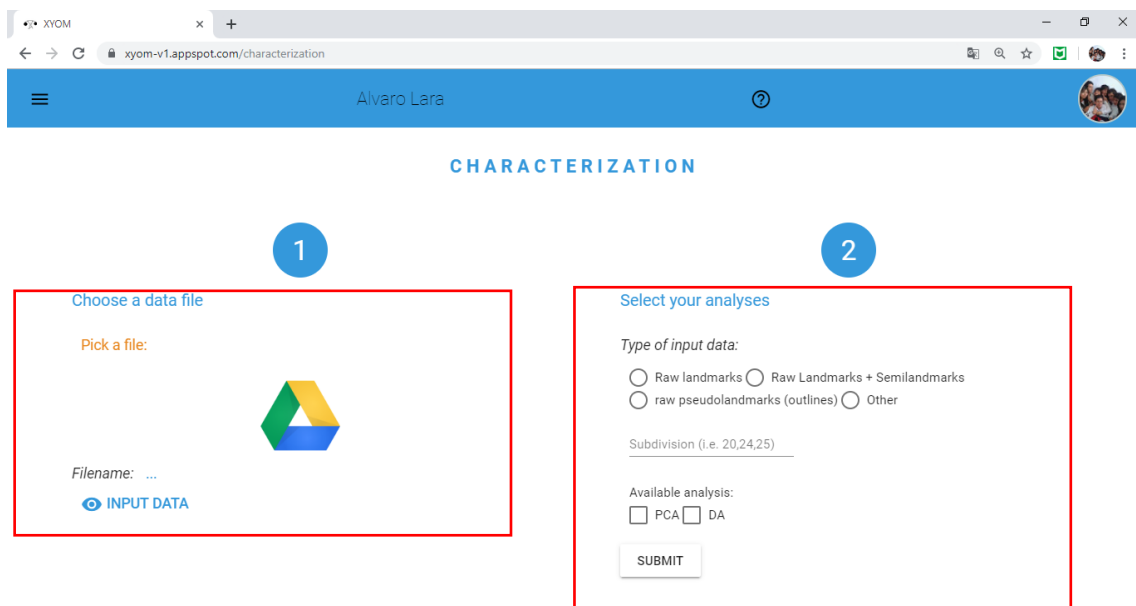 XYOM
xyom-v1.appspot.com/characterization
Alvaro Lara
CHARACTERIZATION
1
Choose a data file
Pick a file:
Filename: ...
INPUT DATA
2
Select your analyses
Type of input data:
Raw landmarks Raw Landmarks + Semilandmarks
raw pseudolandmarks (outlines) Other
Subdivision (i.e. 20,24,25)
Available analysis:
PCA DA
SUBMIT